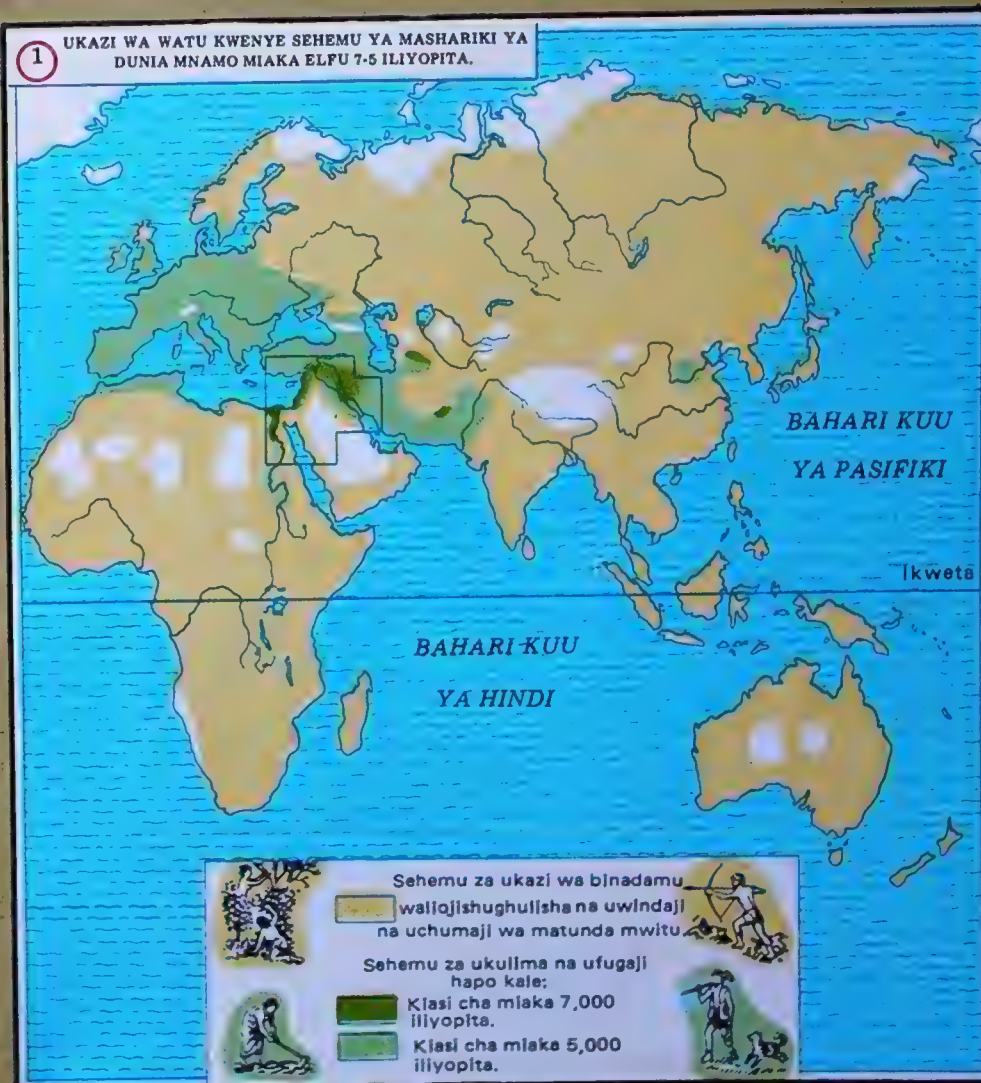 1
UKAZI WA WATU KWENYE SEHEMU YA MASHARIKI YA
DUNIA MNAMO MIAKA ELFU 7-5 ILIYOPITA.
BAHARI KUU
YA PASIFIKI
Ikweta
BAHARI KUU
YA HINDI
Sehemu za ukazi wa binadamu
waliojishughulisha na uwindaji
na uchumaji wa matunda mwitu.
Sehemu za ukulima na ufugaji
hapo kale:
Kiasi cha miaka 7,000
iliyopita.
Kiasi cha miaka 5,000
iliyopita.